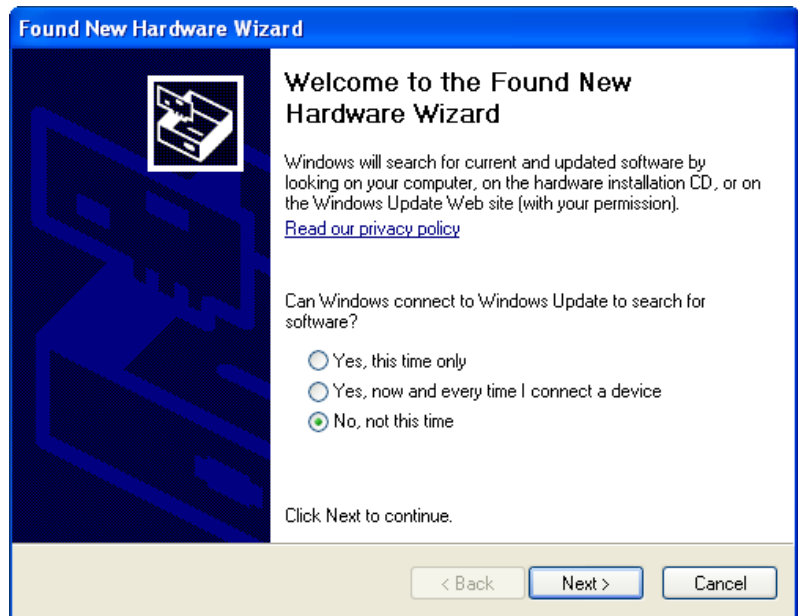 Found New Hardware Wizard
Welcome to the Found New
Hardware Wizard
Windows will search for current and updated software by
looking on your computer, on the hardware installation CD, or on
the Windows Update Web site (with your permission).
Read our privacy policy
Can Windows connect to Windows Update to search for
software?
Yes, this time only
Yes, now and every time I connect a device
No, not this time
Click Next to continue.
< Back Next > Cancel